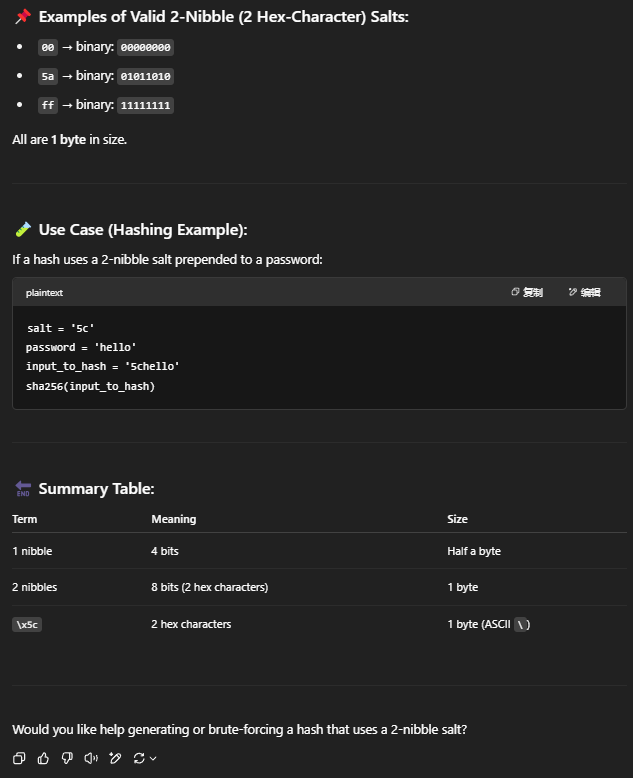 📌 Examples of Valid 2-Nibble (2 Hex-Character) Salts:
• 00 → binary: 00000000
• 5a → binary: 01011010
• ff → binary: 11111111
All are 1 byte in size.
🧪 Use Case (Hashing Example):
If a hash uses a 2-nibble salt prepended to a password:
plaintext 复制 编辑
salt = '5c'
password = 'hello'
input_to_hash = '5chello'
sha256(input_to_hash)
🔚 Summary Table:
Term Meaning Size
1 nibble 4 bits Half a byte
2 nibbles 8 bits (2 hex characters) 1 byte
\x5c 2 hex characters 1 byte (ASCII \)
Would you like help generating or brute-forcing a hash that uses a 2-nibble salt?